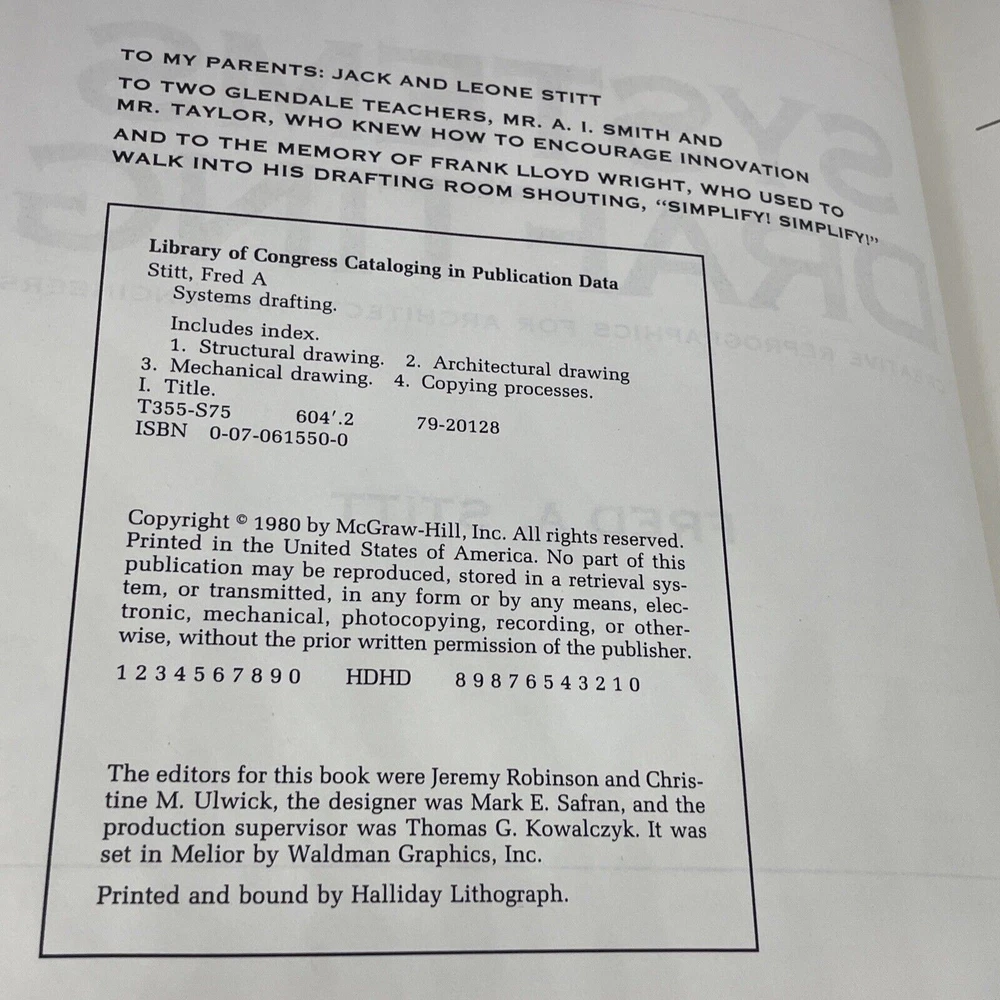 TO MY PARENTS: JACK AND LEONE STITT
TO TWO GLENDALE TEACHERS, MR. A. I. SMITH AND
MR. TAYLOR, WHO KNEW HOW TO ENCOURAGE INNOVATION
AND TO THE MEMORY OF FRANK LLOYD WRIGHT, WHO USED TO
WALK INTO HIS DRAFTING ROOM SHOUTING, “SIMPLIFY! SIMPLIFY!”
Library of Congress Cataloging in Publication Data
Stitt, Fred A
Systems drafting.
Includes index.
1. Structural drawing. 2. Architectural drawing
3. Mechanical drawing. 4. Copying processes.
I. Title.
T355-S75 604′.2 79-20128
ISBN 0-07-061550-0
Copyright © 1980 by McGraw-Hill, Inc. All rights reserved.
Printed in the United States of America. No part of this
publication may be reproduced, stored in a retrieval sys-
tem, or transmitted, in any form or by any means, elec-
tronic, mechanical, photocopying, recording, or other-
wise, without the prior written permission of the publisher.
1 2 3 4 5 6 7 8 9 0 HDHD 8 9 8 7 6 5 4 3 2 1 0
The editors for this book were Jeremy Robinson and Chris-
tine M. Ulwick, the designer was Mark E. Safran, and the
production supervisor was Thomas G. Kowalczyk. It was
set in Melior by Waldman Graphics, Inc.
Printed and bound by Halliday Lithograph.
SYSTEMS
DRAFTING
CREATIVE REPROGRAPHICS FOR ARCHITECTS AND ENGINEERS
FRED A. STITT